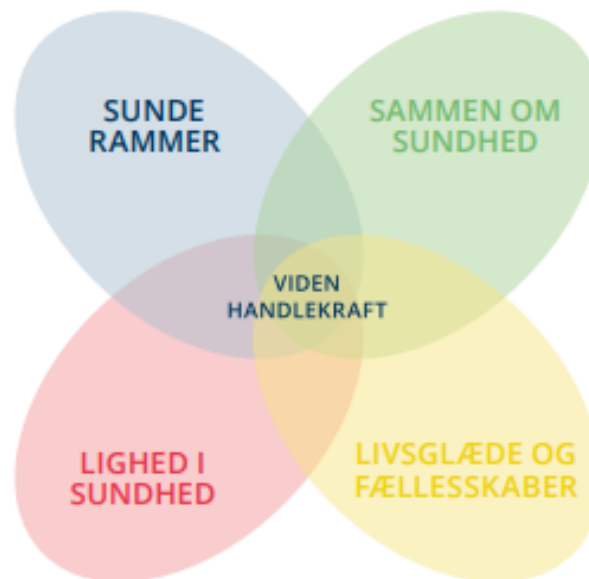 SUNDE
RAMMER
SAMMEN OM
SUNDHED
VIDEN
HANDLEKRAFT
LIGHED I
SUNDHED
LIVSGLÆDE OG
FÆLLESSKABER